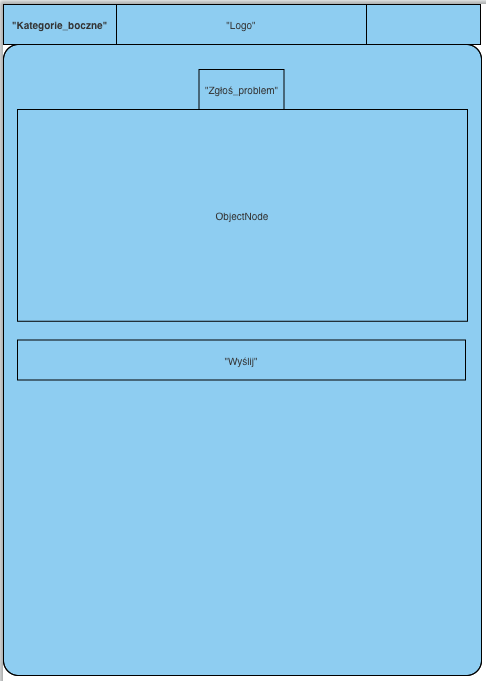 "Kategorie_boczne"
"Logo"
"Zgłoś_problem"
ObjectNode
"Wyślij"